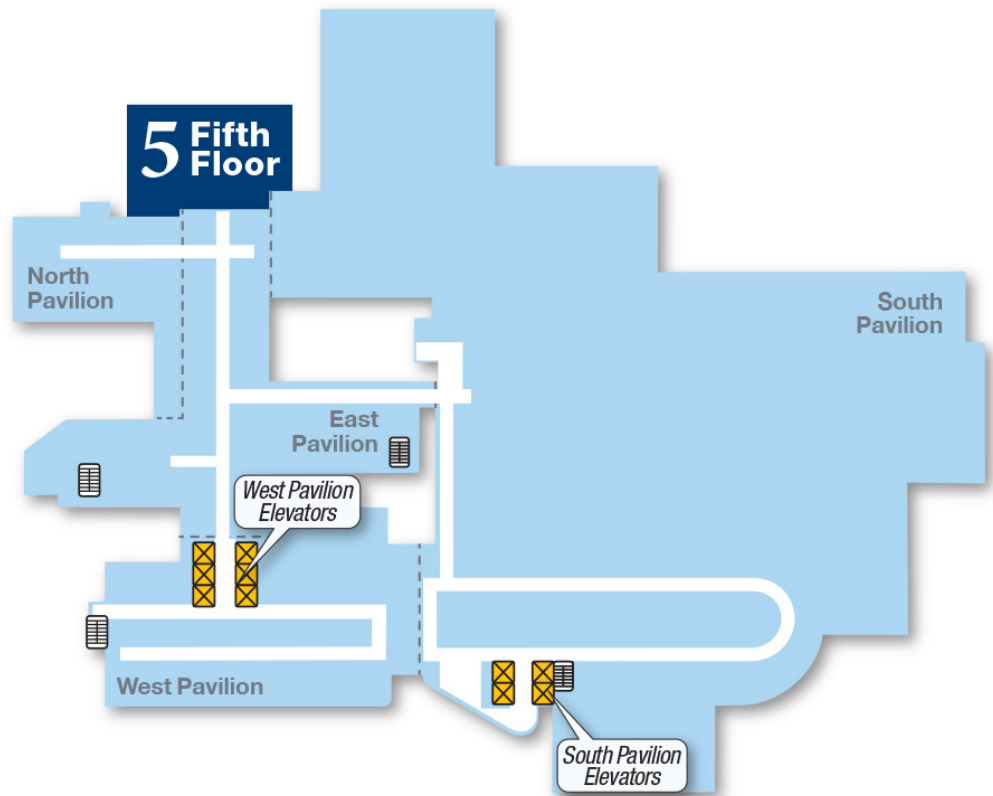 5 Fifth
Floor
North
Pavilion
South
Pavilion
East
Pavilion
West Pavilion
Elevators
West Pavilion
South Pavilion
Elevators